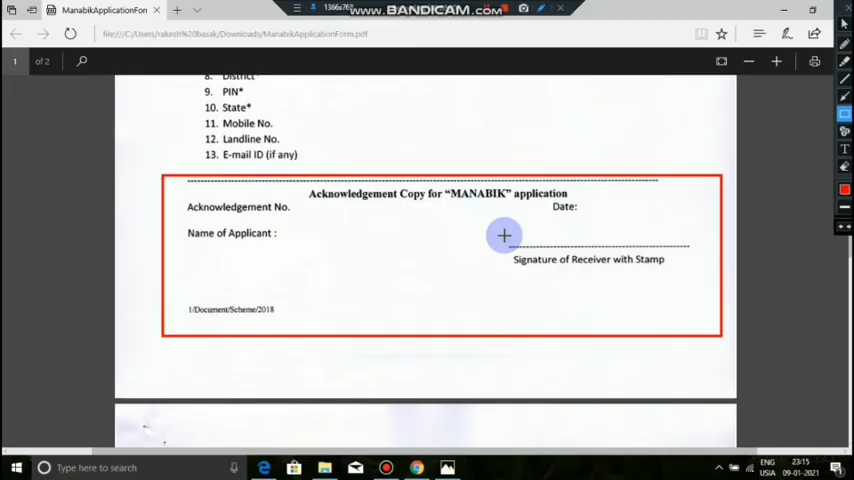 ManabikApplicationForm
1366x768
www.BANDICAM.com
file:///C:/Users/rakesh%20basak/Downloads/ManabikApplicationForm.pdf
1 of 2
8. District*
9. PIN*
10. State*
11. Mobile No.
12. Landline No.
13. E-mail ID (if any)
Acknowledgement Copy for “MANABIK” application
Acknowledgement No. Date:
Name of Applicant :
Signature of Receiver with Stamp
1/Document/Scheme/2018
Type here to search
ENG 23:15
USIA 09-01-2021